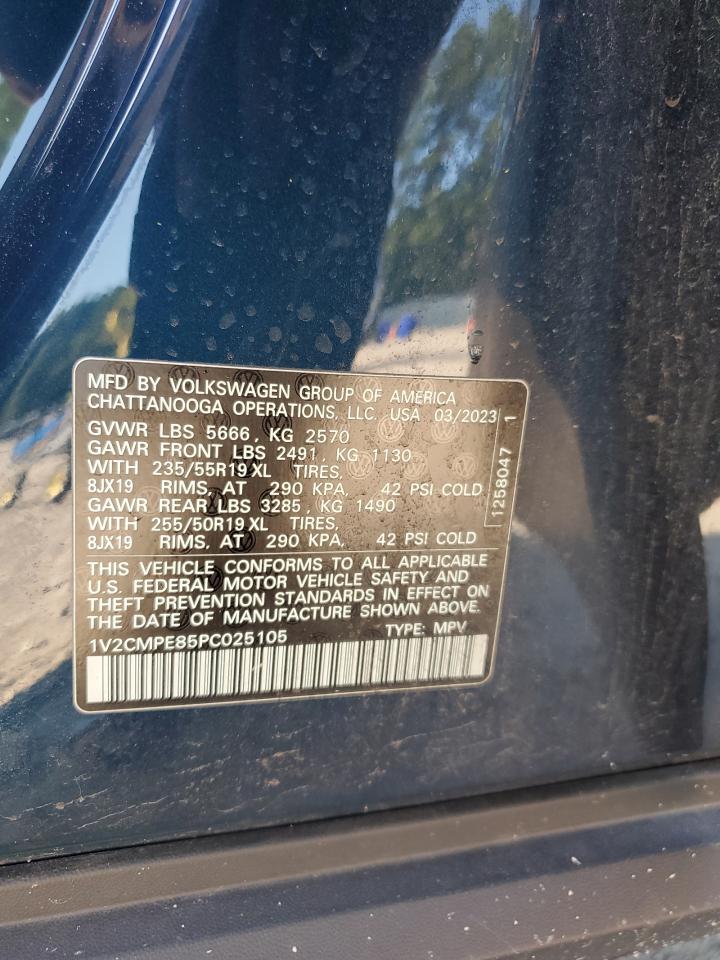 MFD BY VOLKSWAGEN GROUP OF AMERICA
CHATTANOOGA OPERATIONS, LLC. USA 03/2023
GVWR LBS 5666, KG 2570
GAWR FRONT LBS 2491, KG 1130
WITH 235/55R19 XL TIRES,
8JX19 RIMS, AT 290 KPA, 42 PSI COLD
GAWR REAR LBS 3285, KG 1490
WITH 255/50R19 XL TIRES,
8JX19 RIMS, AT 290 KPA, 42 PSI COLD
1258047 1
THIS VEHICLE CONFORMS TO ALL APPLICABLE
U.S. FEDERAL MOTOR VEHICLE SAFETY AND
THEFT PREVENTION STANDARDS IN EFFECT ON
THE DATE OF MANUFACTURE SHOWN ABOVE.
1V2CMPE85PC025105 TYPE: MPV